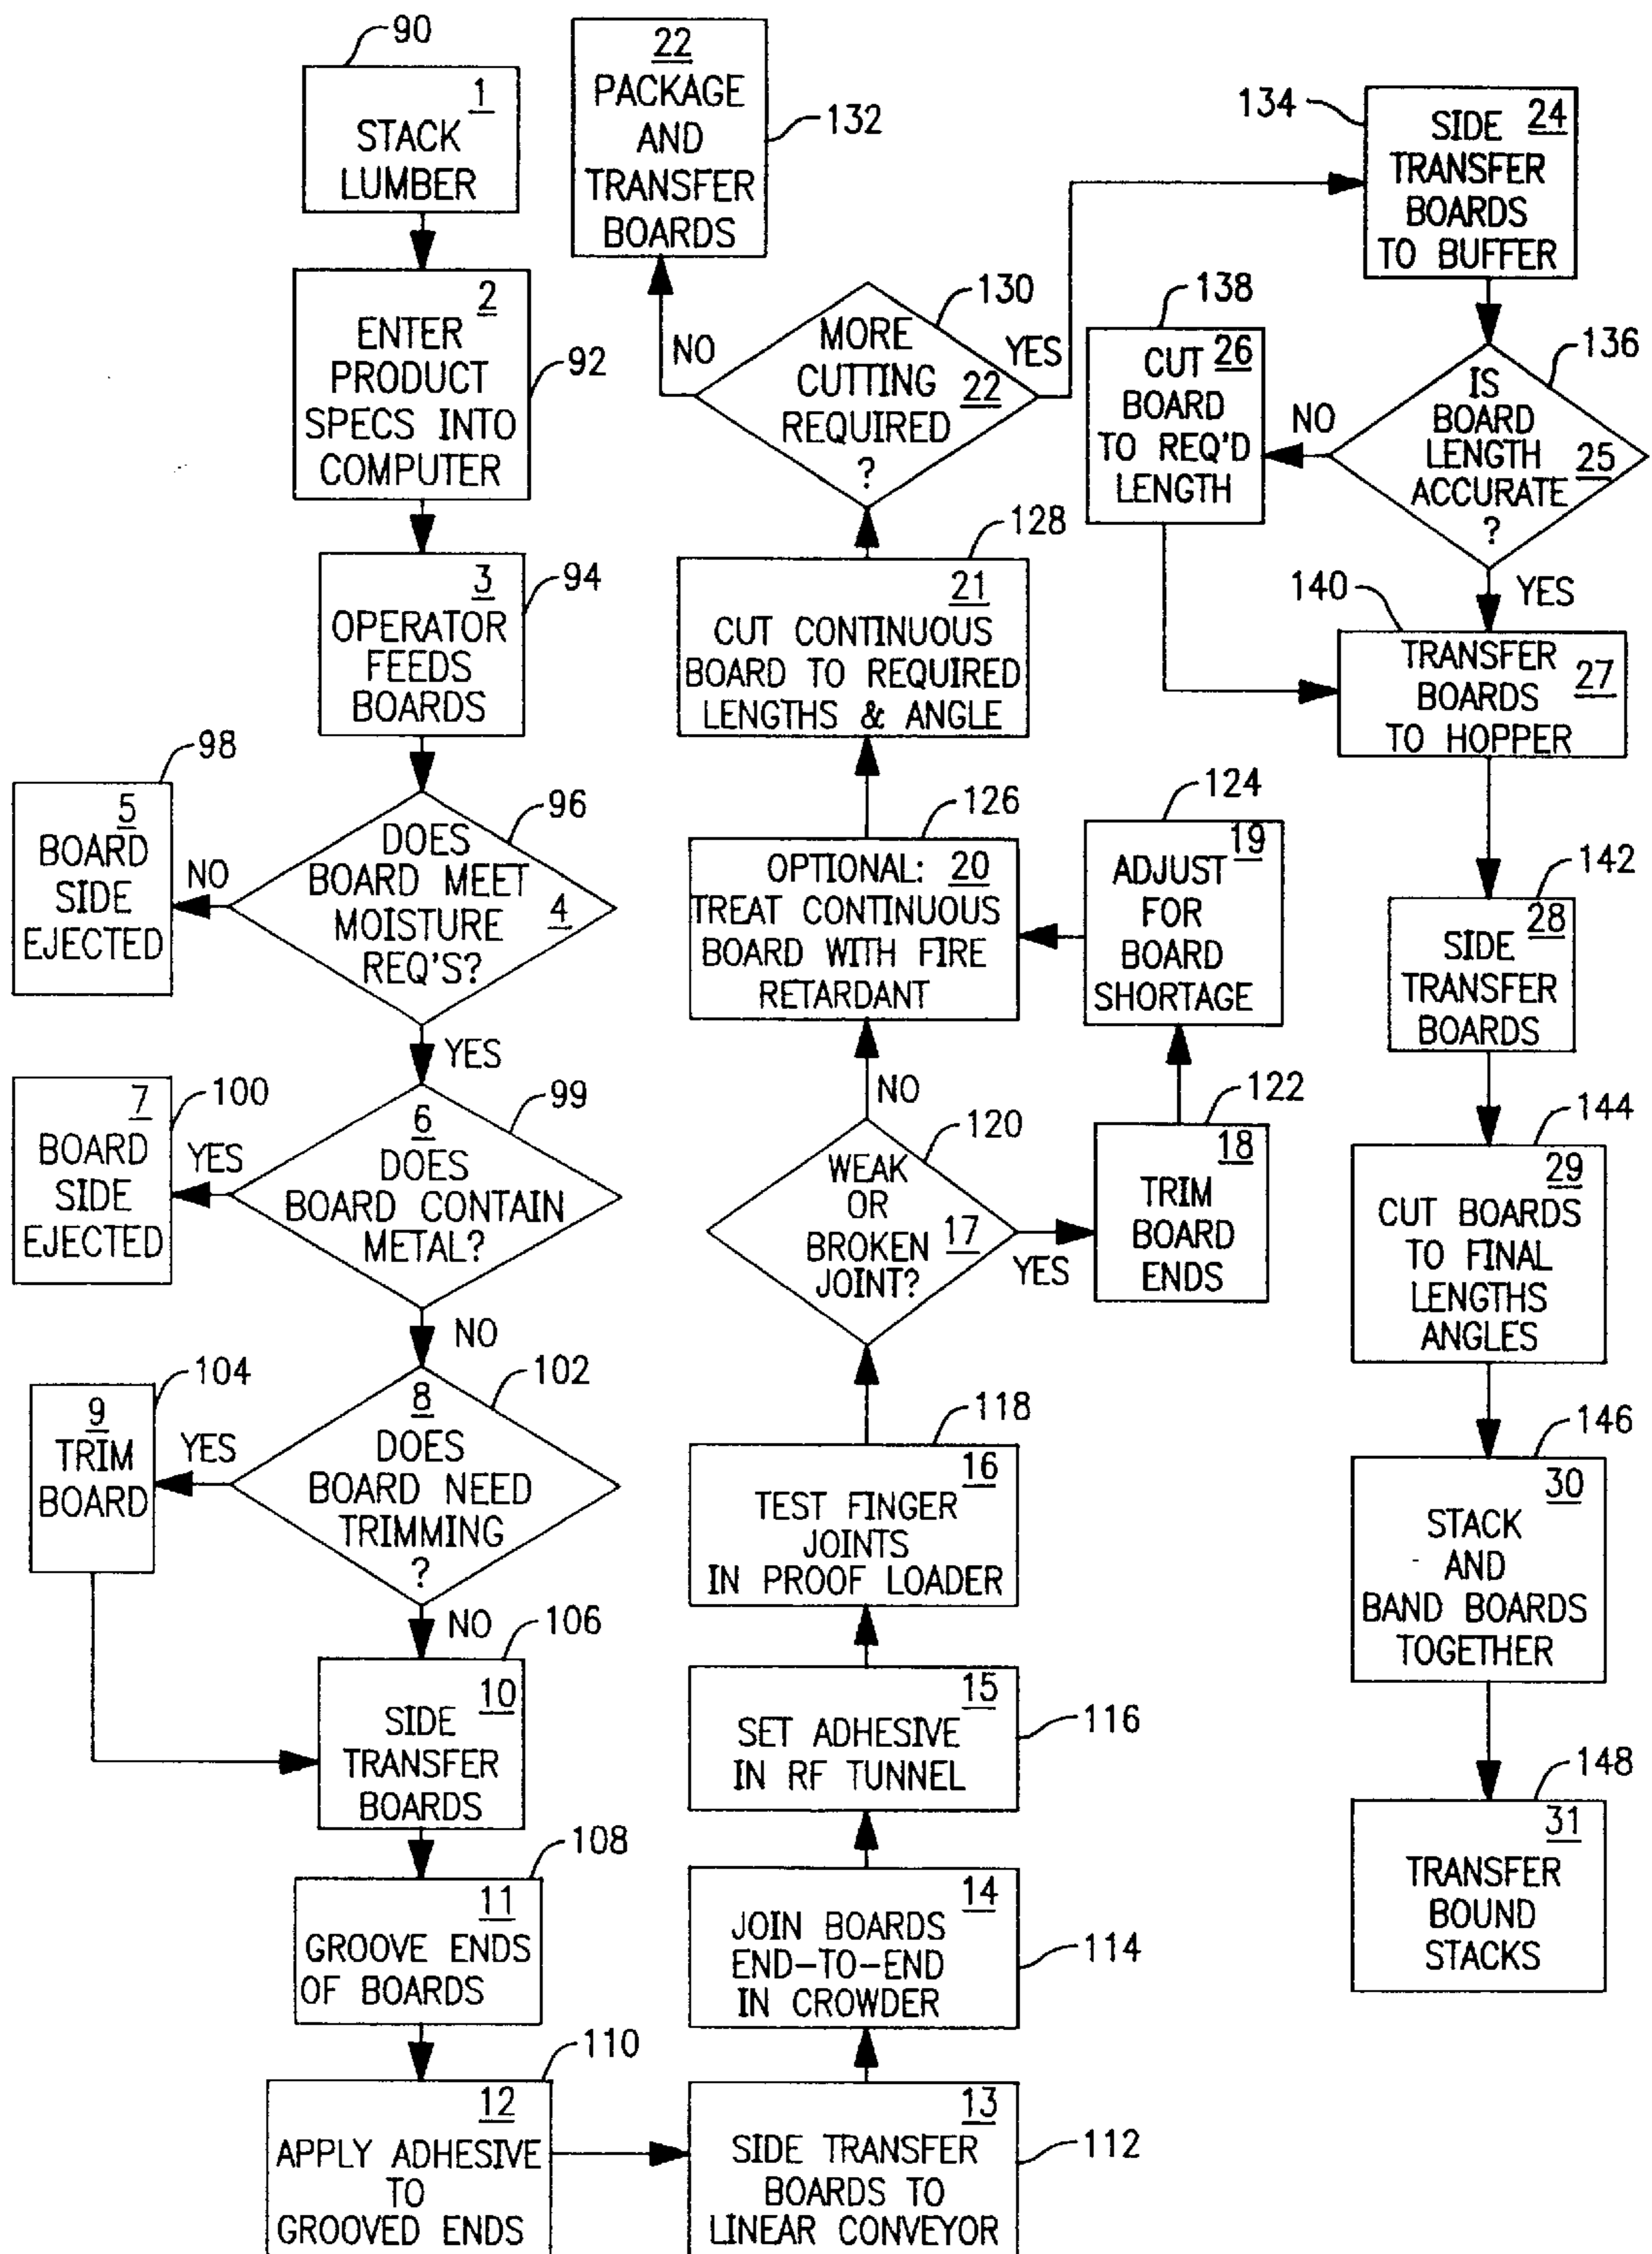 90
1
STACK
LUMBER
2
ENTER
PRODUCT
SPECS INTO
COMPUTER
92
3
OPERATOR
FEEDS
BOARDS
94
96
DOES
BOARD MEET
MOISTURE
REQ'S?
4
NO
98
5
BOARD
SIDE
EJECTED
YES
99
6
DOES
BOARD CONTAIN
METAL?
YES
100
7
BOARD
SIDE
EJECTED
NO
102
8
DOES
BOARD NEED
TRIMMING
?
YES
104
9
TRIM
BOARD
NO
106
10
SIDE
TRANSFER
BOARDS
108
11
GROOVE ENDS
OF BOARDS
110
12
APPLY ADHESIVE
TO
GROOVED ENDS
13
SIDE TRANSFER
BOARDS TO
LINEAR CONVEYOR
112
14
JOIN BOARDS
END-TO-END
IN CROWDER
114
15
SET ADHESIVE
IN RF TUNNEL
116
118
16
TEST FINGER
JOINTS
IN PROOF LOADER
120
WEAK
OR
BROKEN
JOINT?
17
YES
122
18
TRIM
BOARD
ENDS
124
19
ADJUST
FOR
BOARD
SHORTAGE
NO
126
OPTIONAL: 20
TREAT CONTINUOUS
BOARD WITH FIRE
RETARDANT
128
21
CUT CONTINUOUS
BOARD TO REQUIRED
LENGTHS & ANGLE
130
MORE
CUTTING
REQUIRED
?
22
NO
22
PACKAGE
AND
TRANSFER
BOARDS
132
YES
134
24
SIDE
TRANSFER
BOARDS
TO BUFFER
136
IS
BOARD
LENGTH
ACCURATE
?
25
NO
138
26
CUT
BOARD
TO REQ'D
LENGTH
YES
140
TRANSFER
BOARDS
TO HOPPER
27
142
28
SIDE
TRANSFER
BOARDS
144
29
CUT BOARDS
TO FINAL
LENGTHS
ANGLES
146
30
STACK
AND
BAND BOARDS
TOGETHER
148
31
TRANSFER
BOUND
STACKS